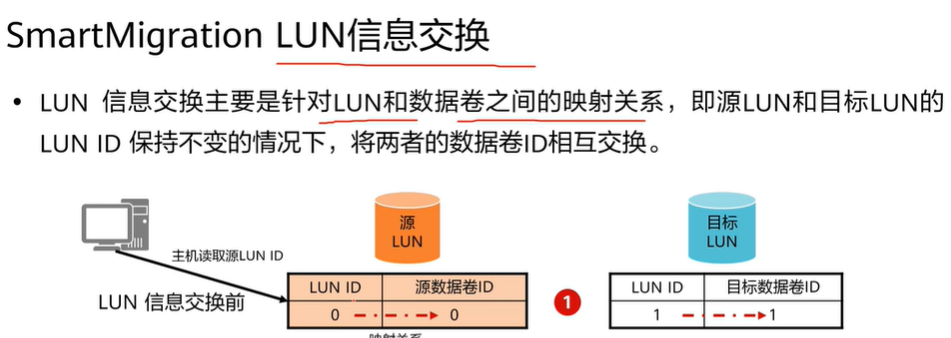 SmartMigration LUN信息交换
• LUN 信息交换主要是针对LUN和数据卷之间的映射关系，即源LUN和目标LUN的
LUN ID 保持不变的情况下，将两者的数据卷ID相互交换。
源
LUN
目标
LUN
主机读取源LUN ID
LUN 信息交换前
LUN ID 源数据卷ID
0 0
1
LUN ID 目标数据卷ID
1 1
映射关系